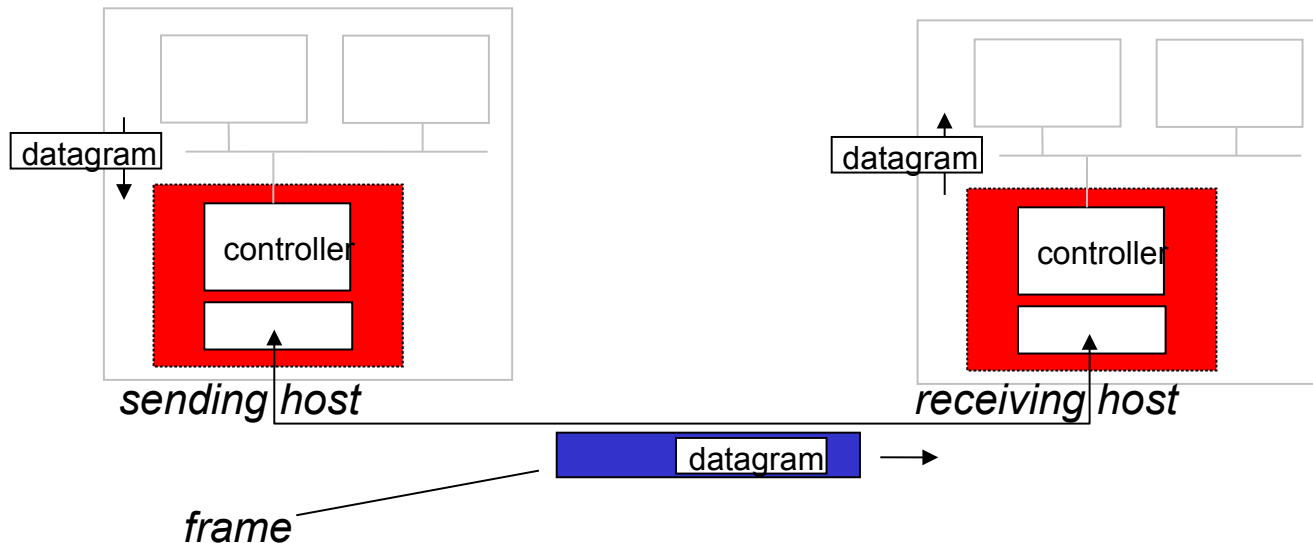 datagram
datagram
controller
controller
sending host
receiving host
datagram
frame